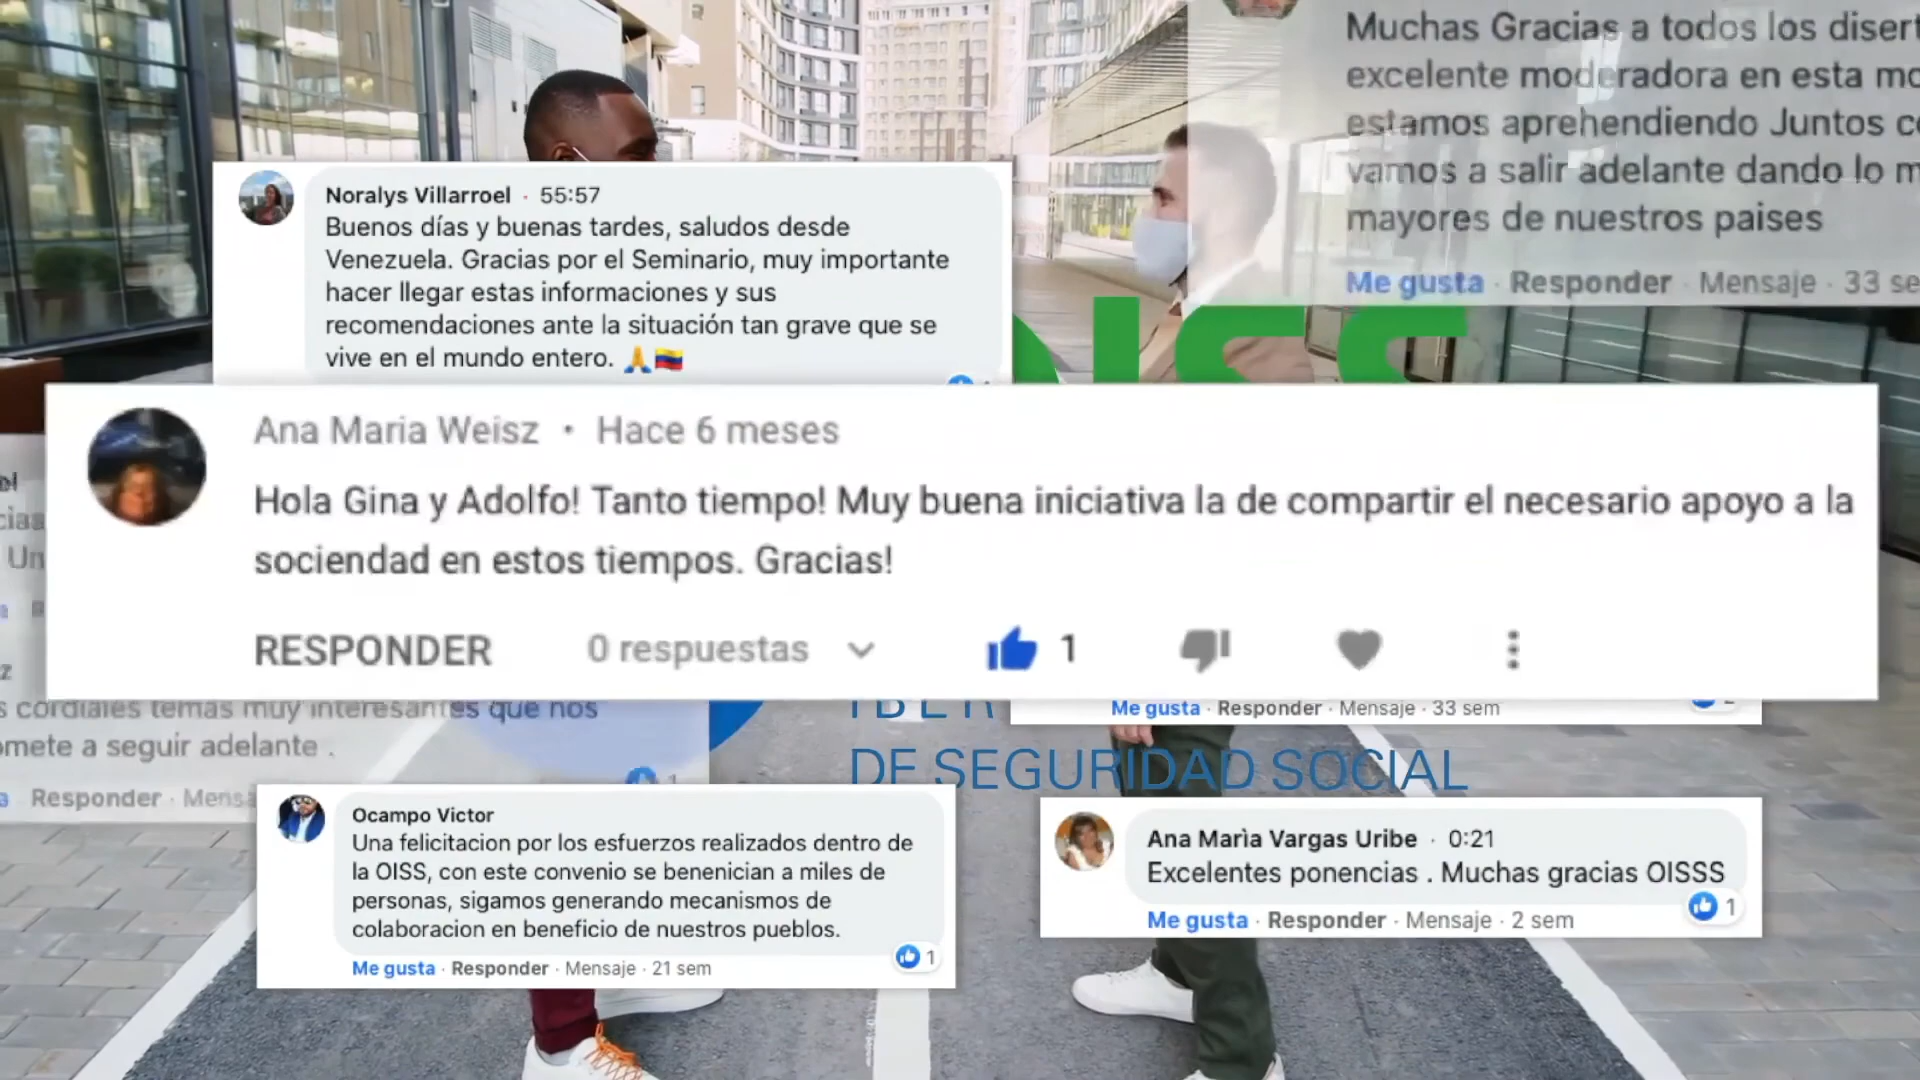 Muchas Gracias a todos los
excelente moderadora en esta
estamos aprehendiendo Juntos
vamos a salir adelante dando lo
mayores de nuestros paises
Me gusta · Responder · Mensaje · 33
Noralys Villarroel · 55:57
Buenos días y buenas tardes, saludos desde
Venezuela. Gracias por el Seminario, muy importante
hacer llegar estas informaciones y sus
recomendaciones ante la situación tan grave que se
vive en el mundo entero. 🙏🇻🇪
OISS
Ana Maria Weisz • Hace 6 meses
Hola Gina y Adolfo! Tanto tiempo! Muy buena iniciativa la de compartir el necesario apoyo a la
sociendad en estos tiempos. Gracias!
RESPONDER 0 respuestas 1
Un
cordiales temas muy interesantes que nos
a seguir adelante .
1
Responder ·
Me gusta · Responder · Mensaje · 33 sem
DE SEGURIDAD SOCIAL
Ocampo Victor
Una felicitacion por los esfuerzos realizados dentro de
la OISS, con este convenio se benenician a miles de
personas, sigamos generando mecanismos de
colaboracion en beneficio de nuestros pueblos.
Me gusta · Responder · Mensaje · 21 sem
1
Ana Marìa Vargas Uribe · 0:21
Excelentes ponencias . Muchas gracias OISSS
Me gusta · Responder · Mensaje · 2 sem
1